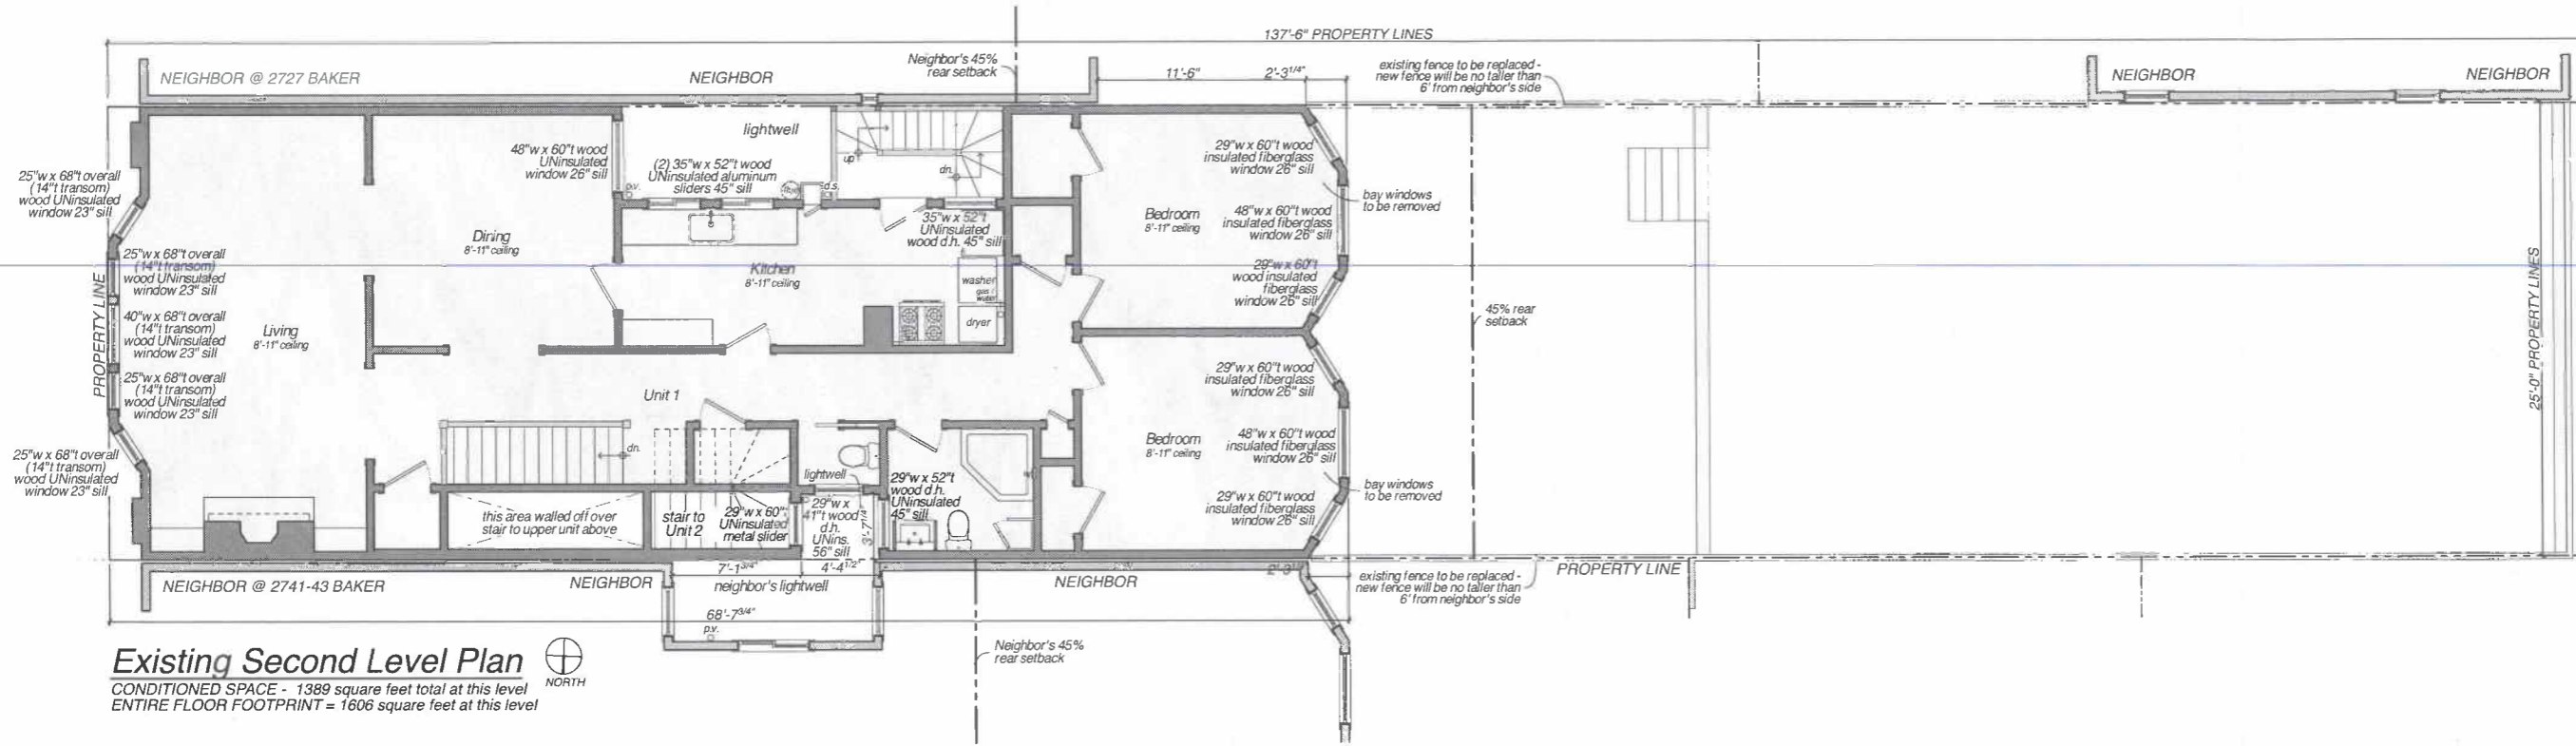 137'-6" PROPERTY LINES
NEIGHBOR @ 2727 BAKER
NEIGHBOR
Neighbor's 45%
rear setback
11'-6"
2'-3 1/4"
existing fence to be replaced -
new fence will be no taller than
6' from neighbor's side
NEIGHBOR
NEIGHBOR
25"w x 68"t overall
(14"t transom)
wood UNinsulated
window 23" sill
48"w x 60"t wood
UNinsulated
window 26" sill
lightwell
(2) 35"w x 52"t wood
UNinsulated aluminum
sliders 45" sill
p.v.
d.s.
up
dn.
29"w x 60"t wood
insulated fiberglass
window 26" sill
bay windows
to be removed
Bedroom
8'-11" ceiling
48"w x 60"t wood
insulated fiberglass
window 26" sill
29"w x 60"t
wood insulated
fiberglass
window 26" sill
35"w x 52"t
UNinsulated
wood d.h. 45" sill
Dining
8'-11" ceiling
Kitchen
8'-11" ceiling
washer
gas
water
dryer
25"w x 68"t overall
(14"t transom)
wood UNinsulated
window 23" sill
40"w x 68"t overall
(14"t transom)
wood UNinsulated
window 23" sill
25"w x 68"t overall
(14"t transom)
wood UNinsulated
window 23" sill
PROPERTY LINE
Living
8'-11" ceiling
45% rear
setback
25'-0" PROPERTY LINES
Unit 1
25"w x 68"t overall
(14"t transom)
wood UNinsulated
window 23" sill
dn.
29"w x 60"t wood
insulated fiberglass
window 26" sill
Bedroom
8'-11" ceiling
48"w x 60"t wood
insulated fiberglass
window 26" sill
29"w x 60"t wood
insulated fiberglass
window 26" sill
bay windows
to be removed
this area walled off over
stair to upper unit above
stair to
Unit 2
29"w x 60"
UNinsulated
metal slider
lightwell
29"w x
41"t wood
d.h.
UNins.
56" sill
3'-7 1/4"
29"w x 52"t
wood d.h.
UNinsulated
45" sill
7'-1 3/4"
4'-4 1/2"
NEIGHBOR @ 2741-43 BAKER
NEIGHBOR
neighbor's lightwell
NEIGHBOR
existing fence to be replaced -
new fence will be no taller than
6' from neighbor's side
PROPERTY LINE
68'-7 3/4"
p.v.
Neighbor's 45%
rear setback
Existing Second Level Plan
NORTH
CONDITIONED SPACE - 1389 square feet total at this level
ENTIRE FLOOR FOOTPRINT = 1606 square feet at this level